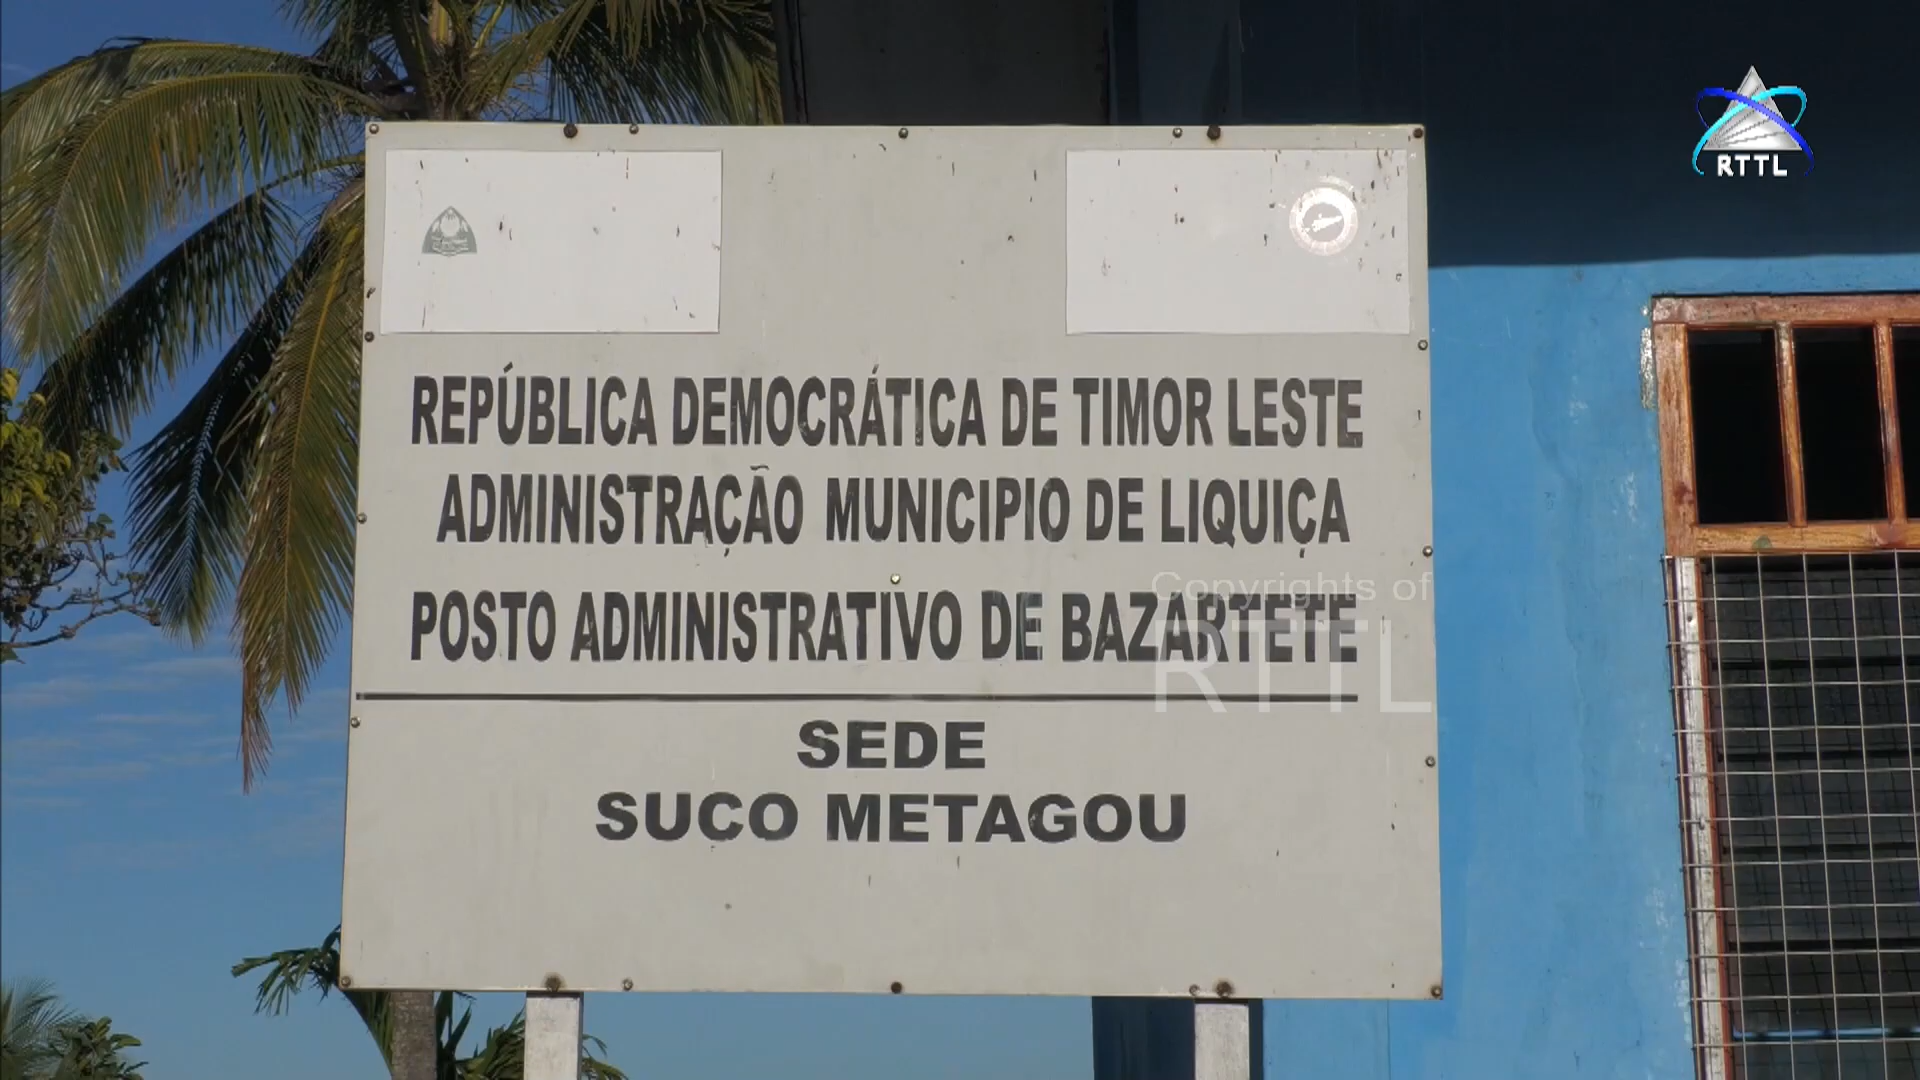 RTTL
REPÚBLICA DEMOCRÁTICA DE TIMOR LESTE
ADMINISTRAÇÃO MUNICIPIO DE LIQUIÇA
POSTO ADMINISTRATIVO DE BAZARTETE
Copyrights of
RTTL
SEDE
SUCO METAGOU